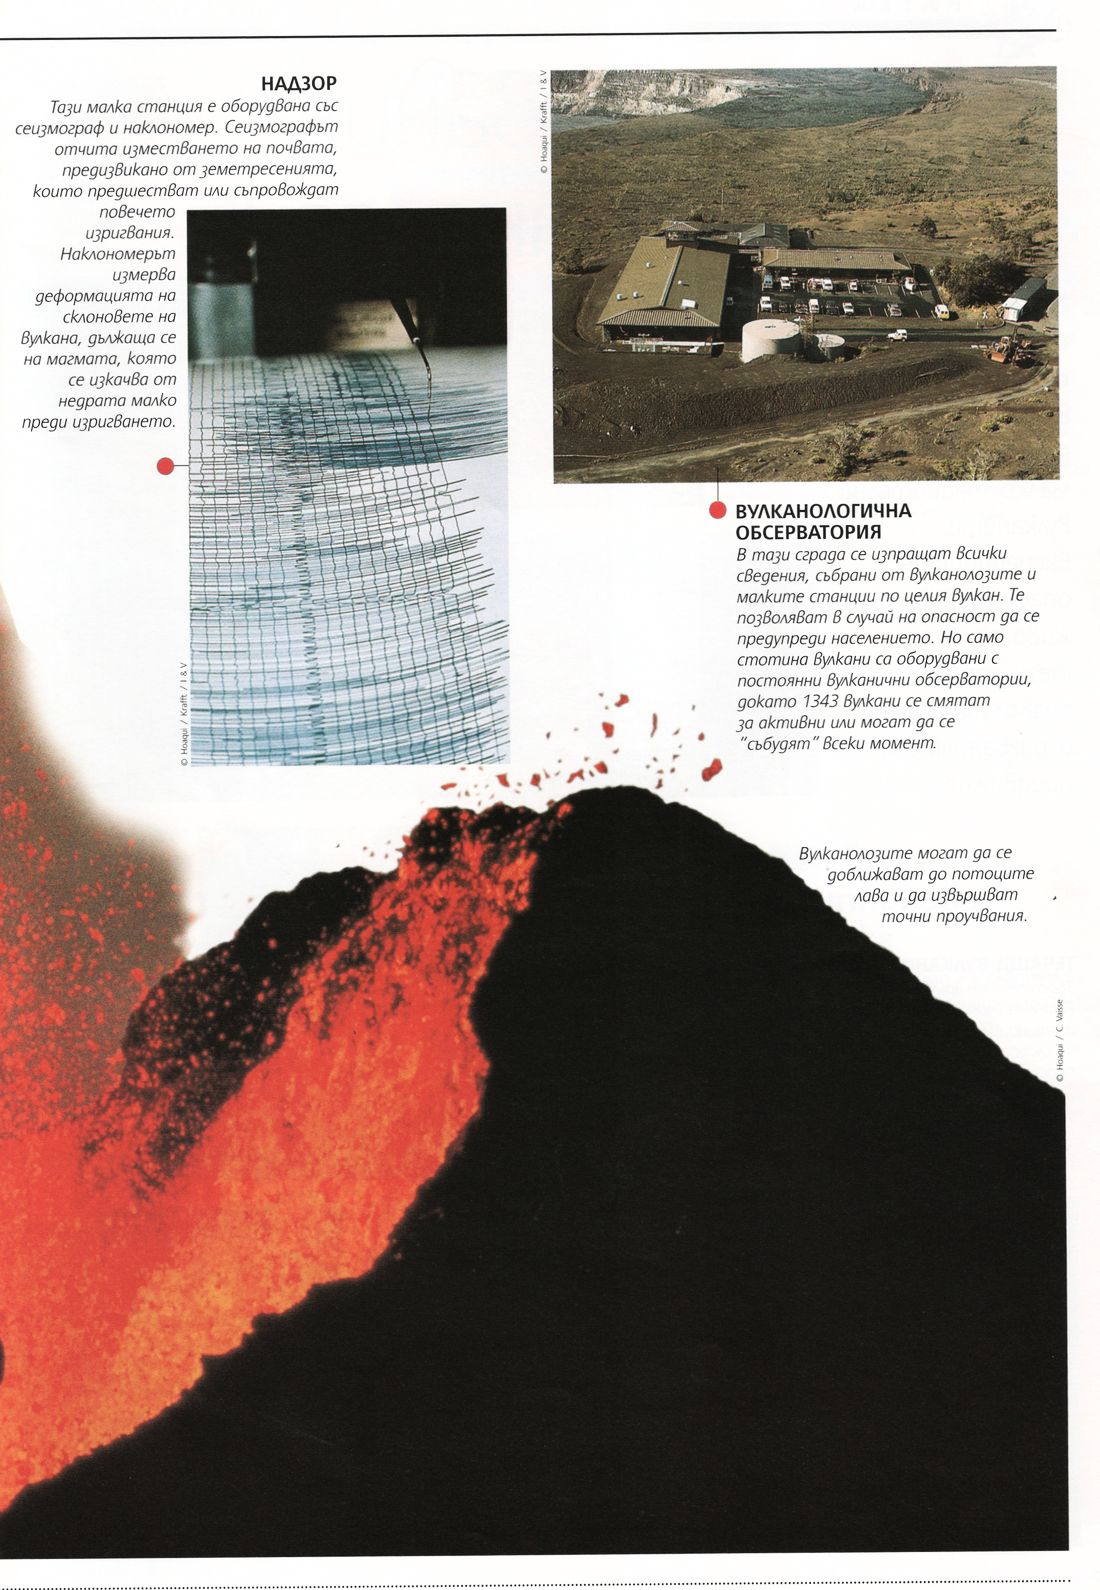 НАДЗОР
Тази малка станция е оборудвана със
сеизмограф и наклономер. Сеизмографът
отчита изместването на почвата,
предизвикано от земетресенията,
които предшестват или съпровождат
повечето
изригвания.
Наклономерът
измерва
деформацията на
склоновете на
вулкана, дължаща се
на магмата, която
се изкачва от
недрата малко
преди изригването.
© Hoaqui / Krafft / I & V
© Hoaqui / Krafft / I & V
ВУЛКАНОЛОГИЧНА
ОБСЕРВАТОРИЯ
В тази сграда се изпращат всички
сведения, събрани от вулканолозите и
малките станции по целия вулкан. Те
позволяват в случай на опасност да се
предупреди населението. Но само
стотина вулкани са оборудвани с
постоянни вулканични обсерватории,
докато 1343 вулкани се смятат
за активни или могат да се
"събудят" всеки момент.
Вулканолозите могат да се
доближават до потоците
лава и да извършват
точни проучвания.
© Hoaqui / C. Vaisse